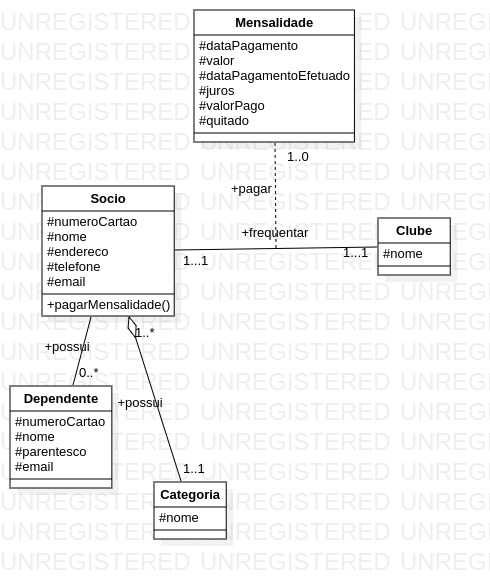 UNREGISTERED UNREGISTERED UNREGI
Mensalidade
#dataPagamento
#valor
#dataPagamentoEfetuado
#juros
#valorPago
#quitado
1..0
+pagar
Socio
#numeroCartao
#nome
#endereco
#telefone
#email
+pagarMensalidade()
+frequentar
1...1
1...1
Clube
#nome
+possui
0..*
1..*
Dependente
#numeroCartao
#nome
#parentesco
#email
+possui
1..1
Categoria
#nome